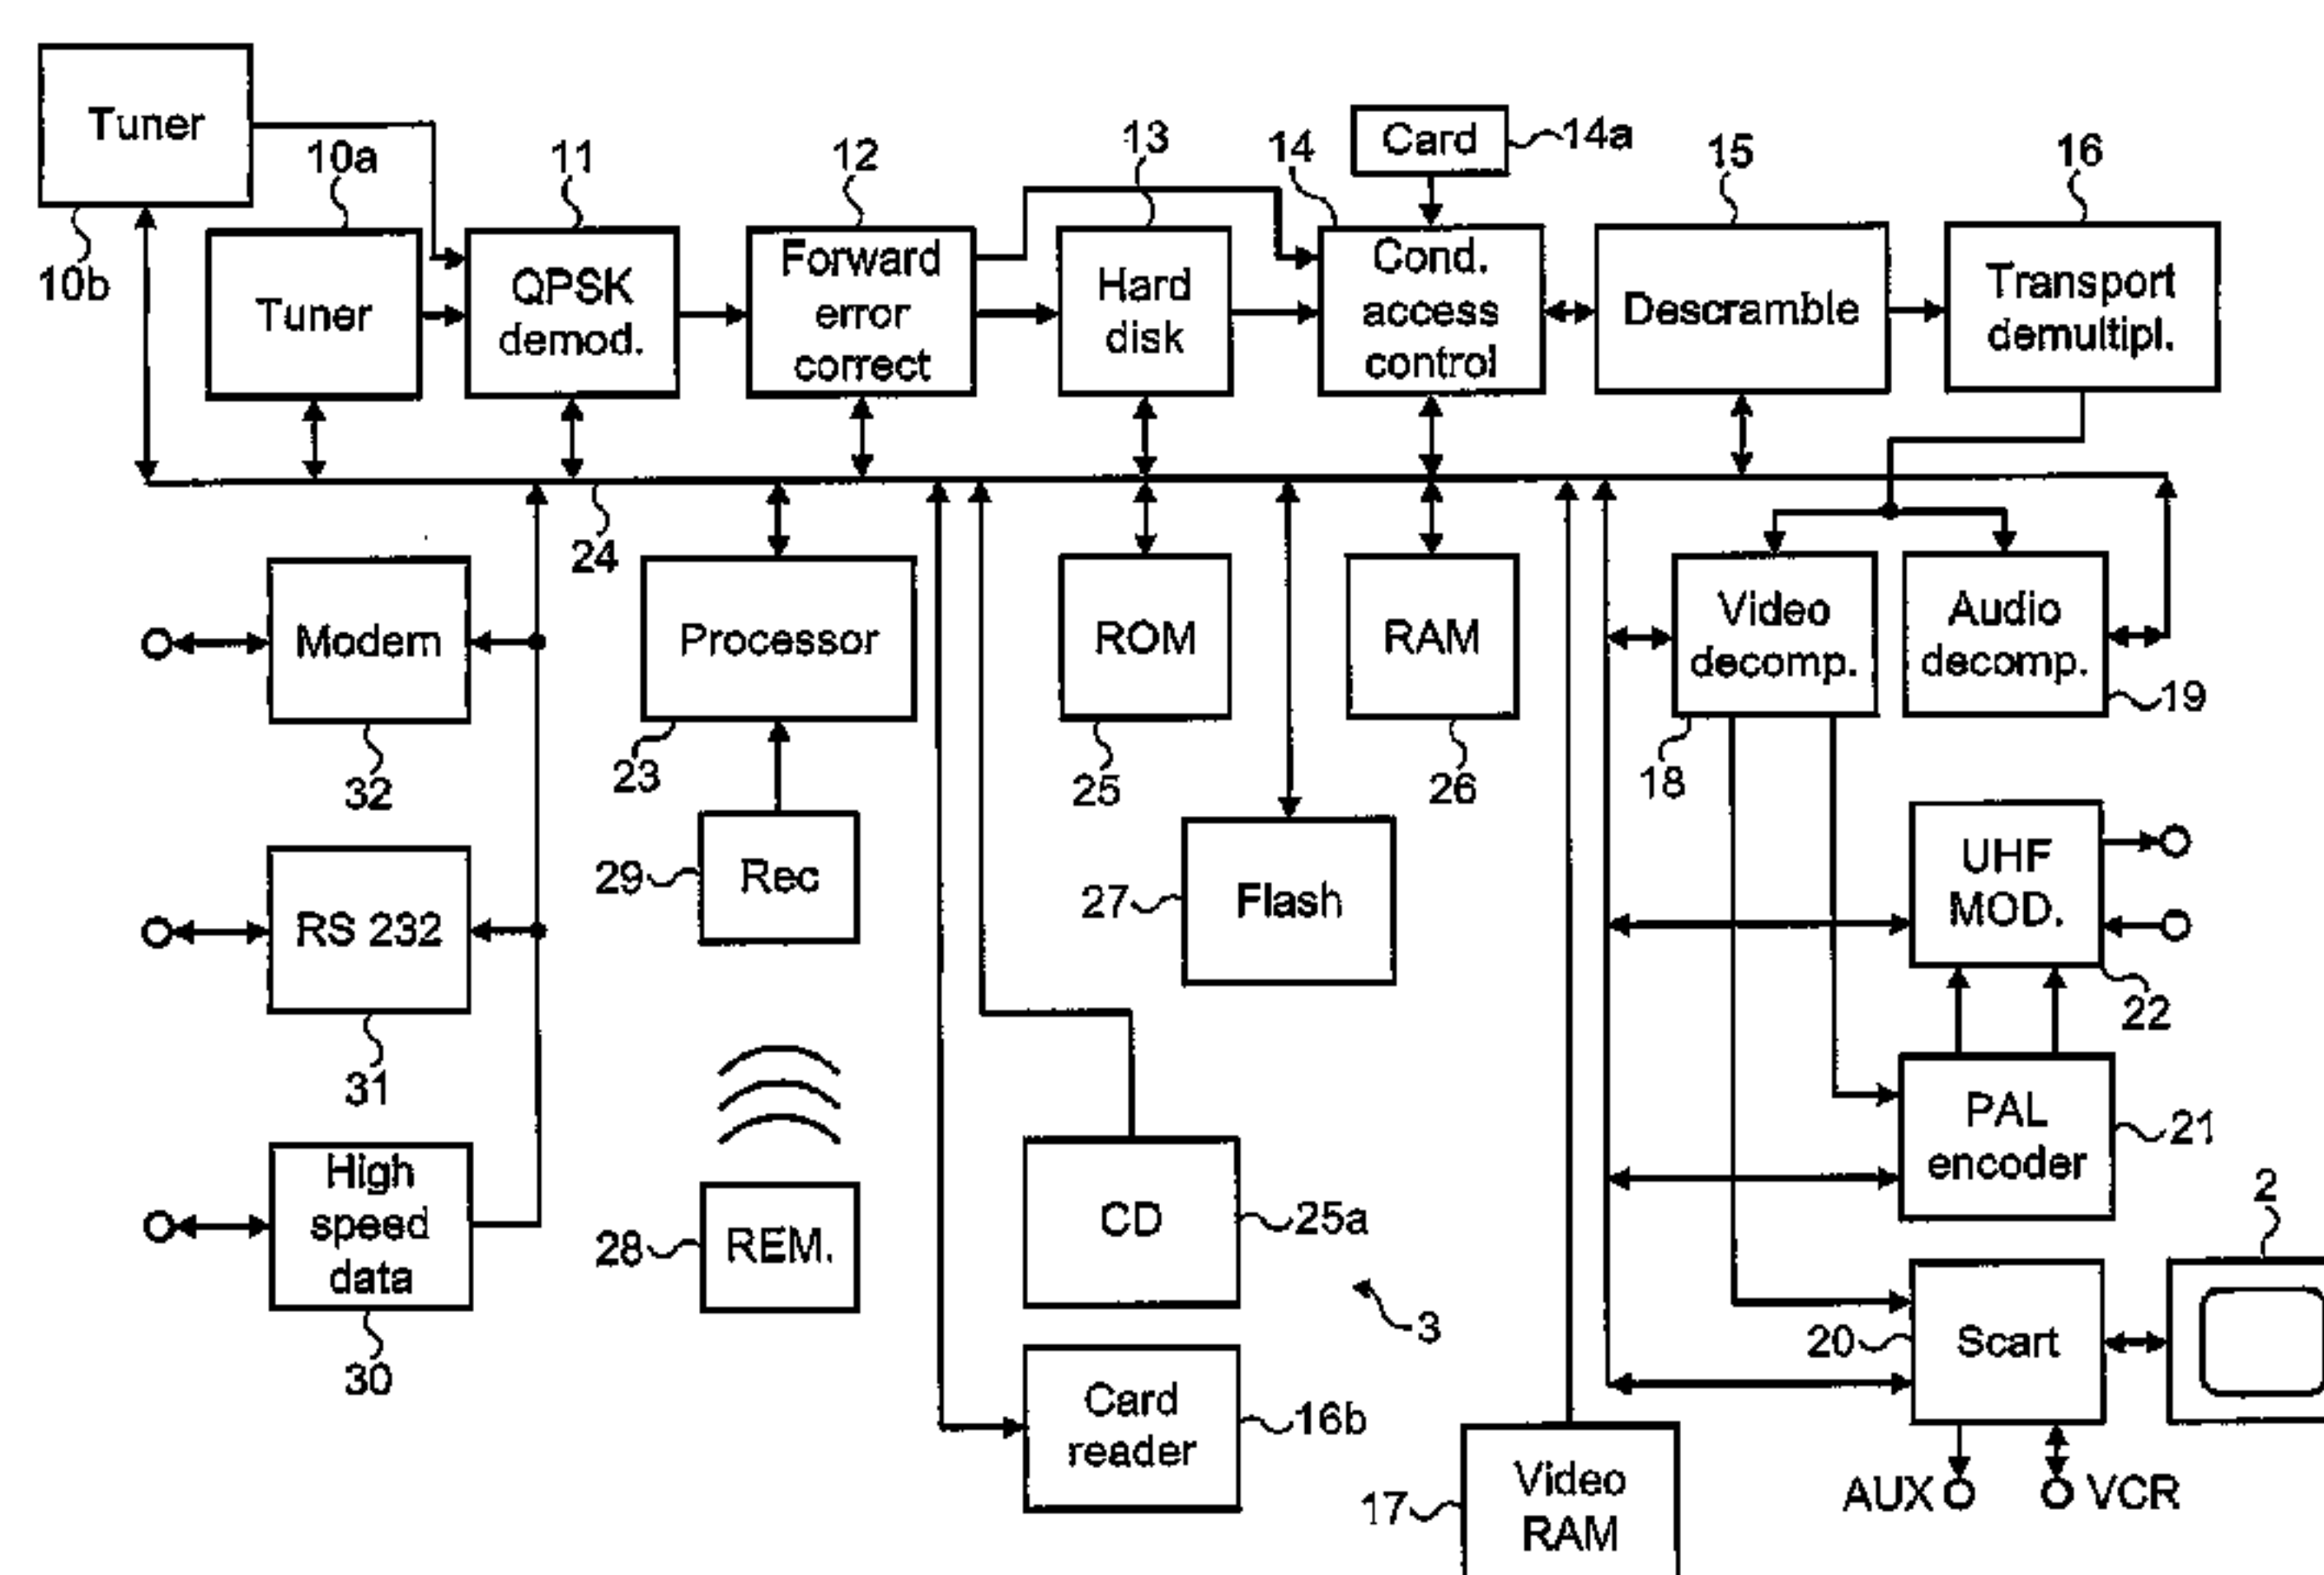 Tuner
10b
10a
Tuner
11
QPSK
demod.
12
Forward
error
correct
13
Hard
disk
14
Card
14a
Cond.
access
control
15
Descramble
16
Transport
demultipl.
24
Modem
32
Processor
23
ROM
25
RAM
26
Video
decomp.
18
Audio
decomp.
19
29
Rec
27
Flash
UHF
MOD.
22
RS 232
31
PAL
encoder
21
High
speed
data
30
28
REM.
CD
25a
3
2
20
Scart
Card
reader
16b
17
Video
RAM
AUX
VCR